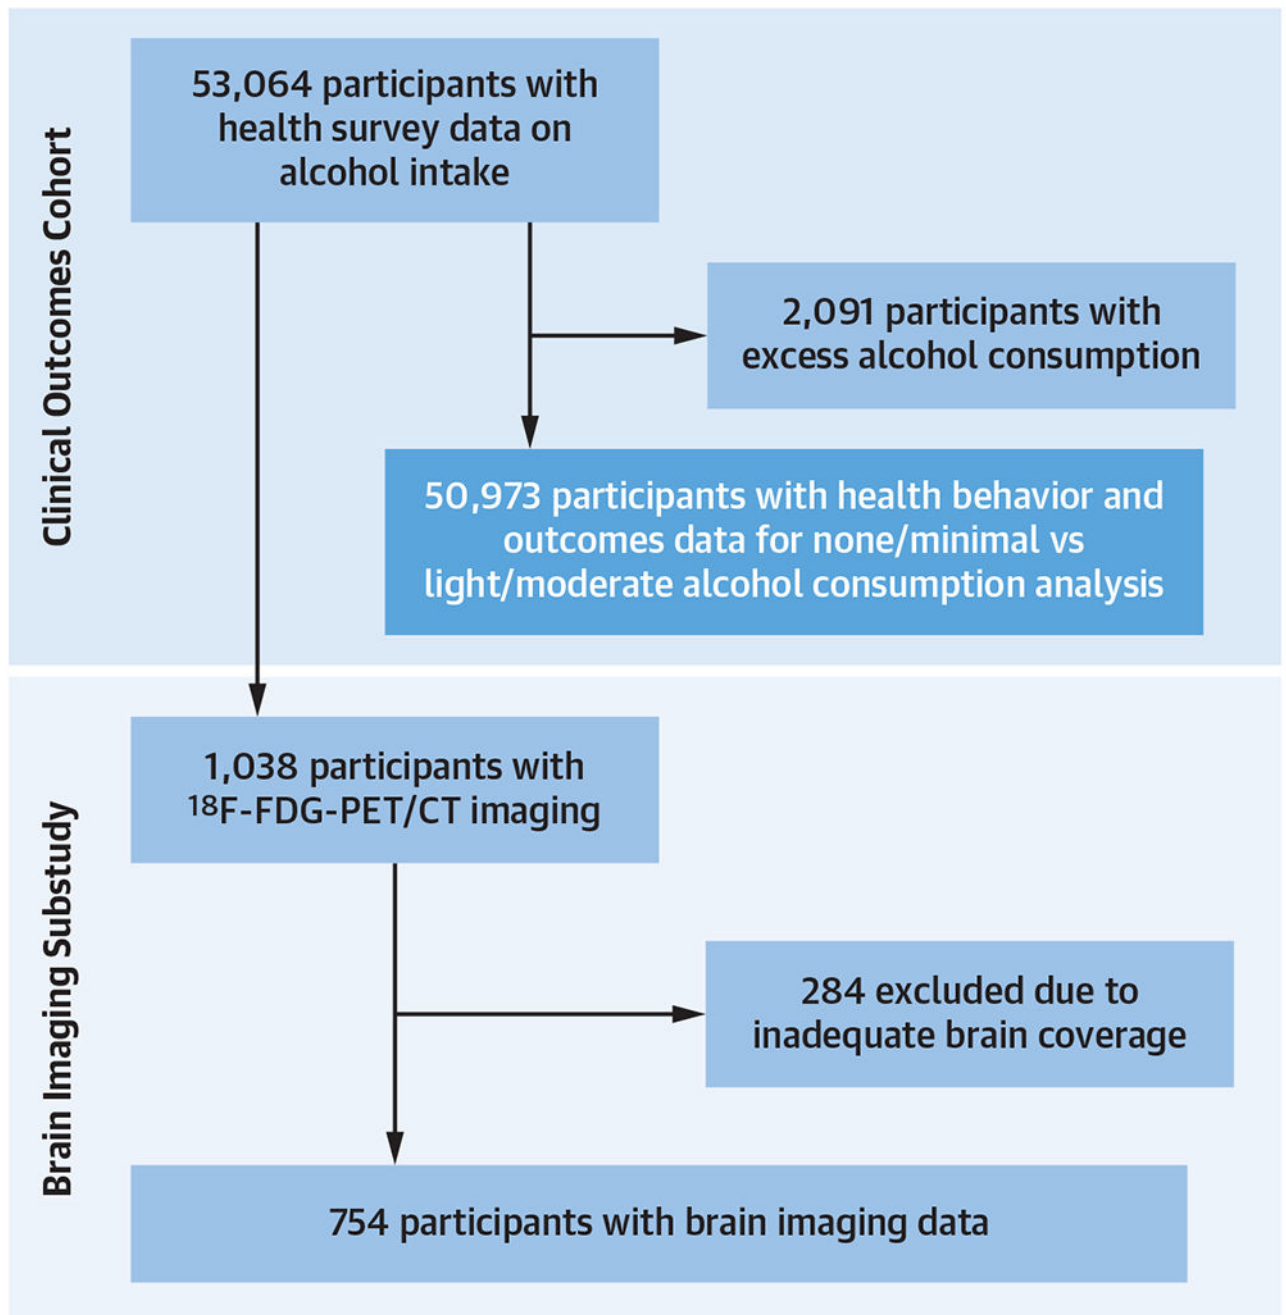 Clinical Outcomes Cohort
53,064 participants with
health survey data on
alcohol intake
2,091 participants with
excess alcohol consumption
50,973 participants with health behavior and
outcomes data for none/minimal vs
light/moderate alcohol consumption analysis
Brain Imaging Substudy
1,038 participants with
¹⁸F-FDG-PET/CT imaging
284 excluded due to
inadequate brain coverage
754 participants with brain imaging data